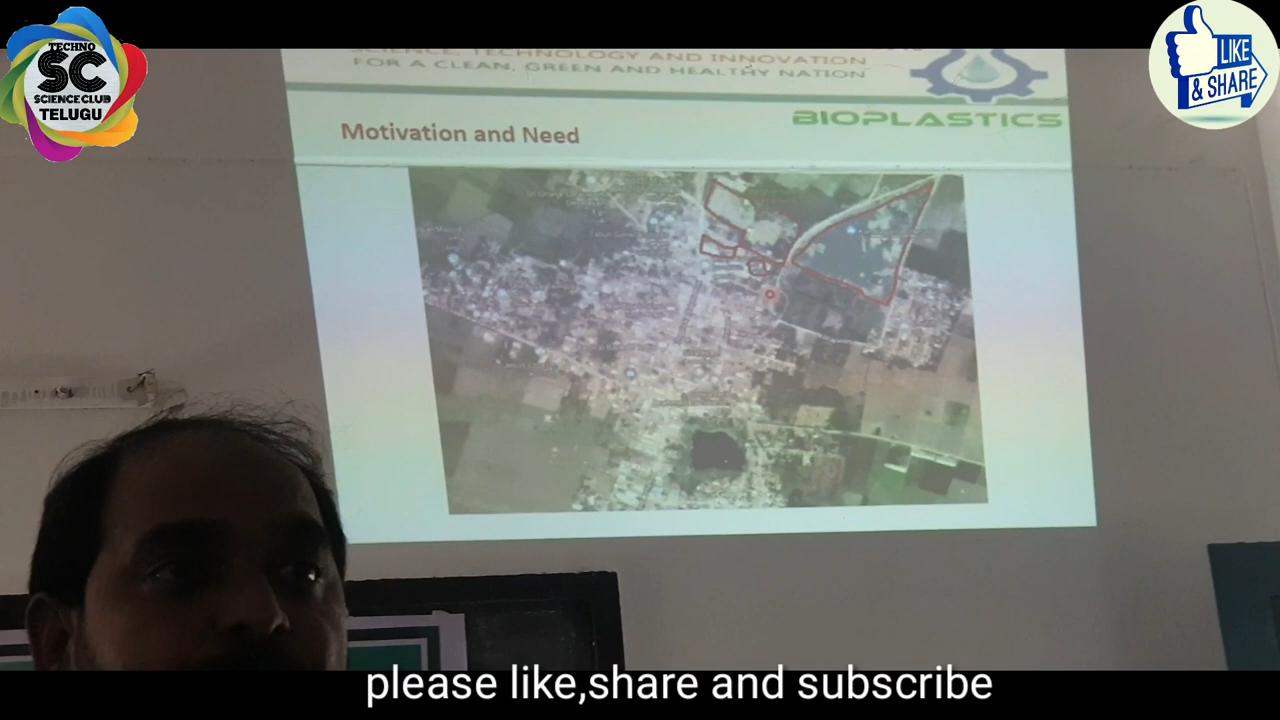 TECHNO
SC
SCIENCE CLUB
TELUGU
LIKE
& SHARE
SCIENCE, TECHNOLOGY AND INNOVATION
FOR A CLEAN, GREEN AND HEALTHY NATION
BIOPLASTICS
Motivation and Need
please like,share and subscribe